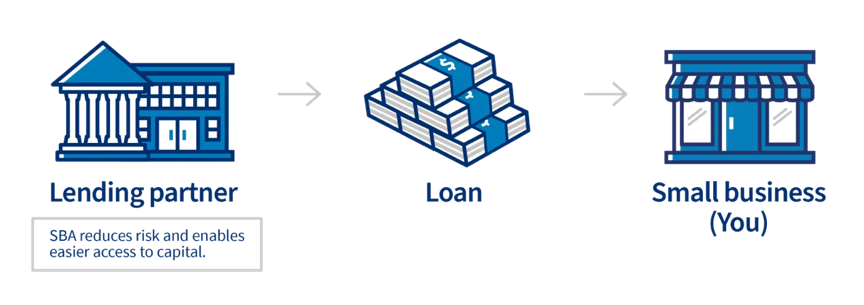 Lending partner
SBA reduces risk and enables
easier access to capital.
$
Loan
Small business
(You)